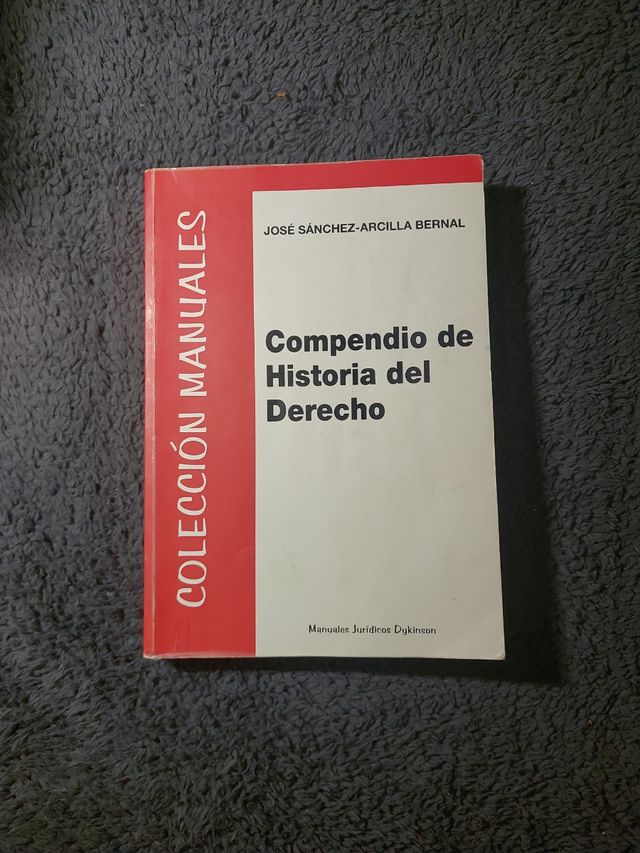 COLECCIÓN MANUALES
JOSÉ SÁNCHEZ-ARCILLA BERNAL
Compendio de
Historia del
Derecho
Manuales Jurídicos Dykinson